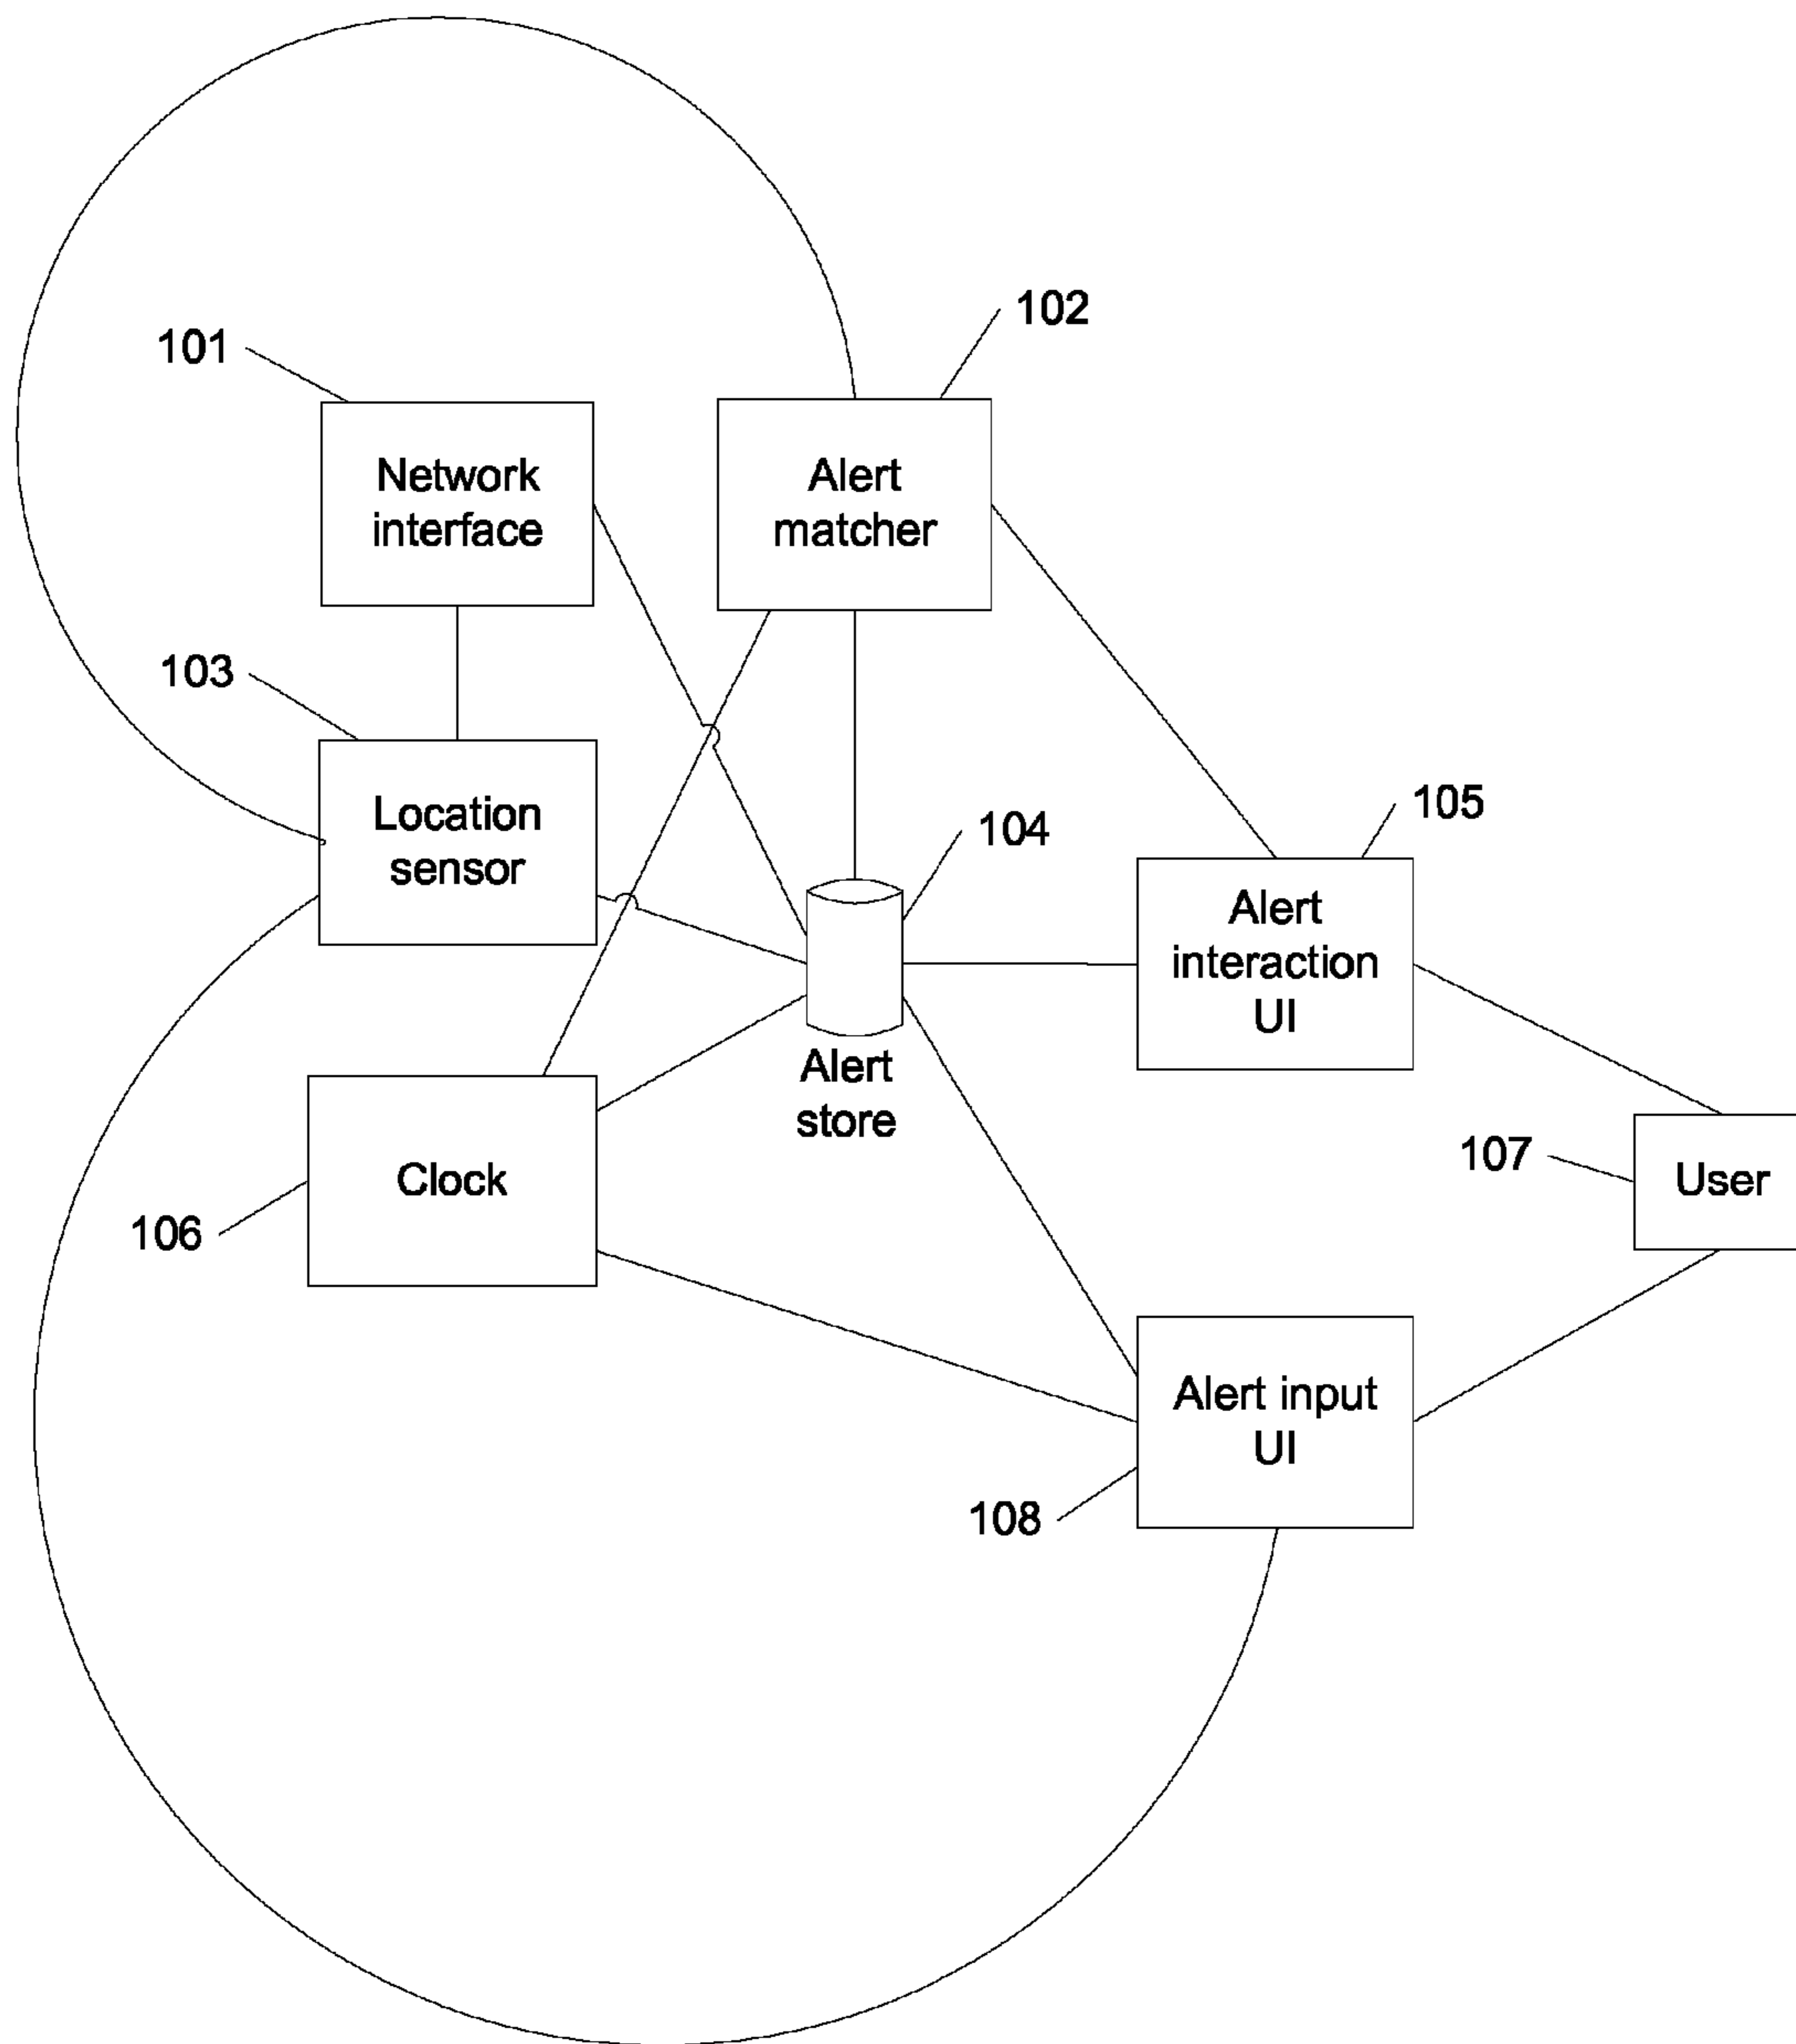 102
101
Network
interface
Alert
matcher
103
Location
sensor
104
105
Alert
interaction
UI
Alert
store
Clock
106
107
User
Alert input
UI
108